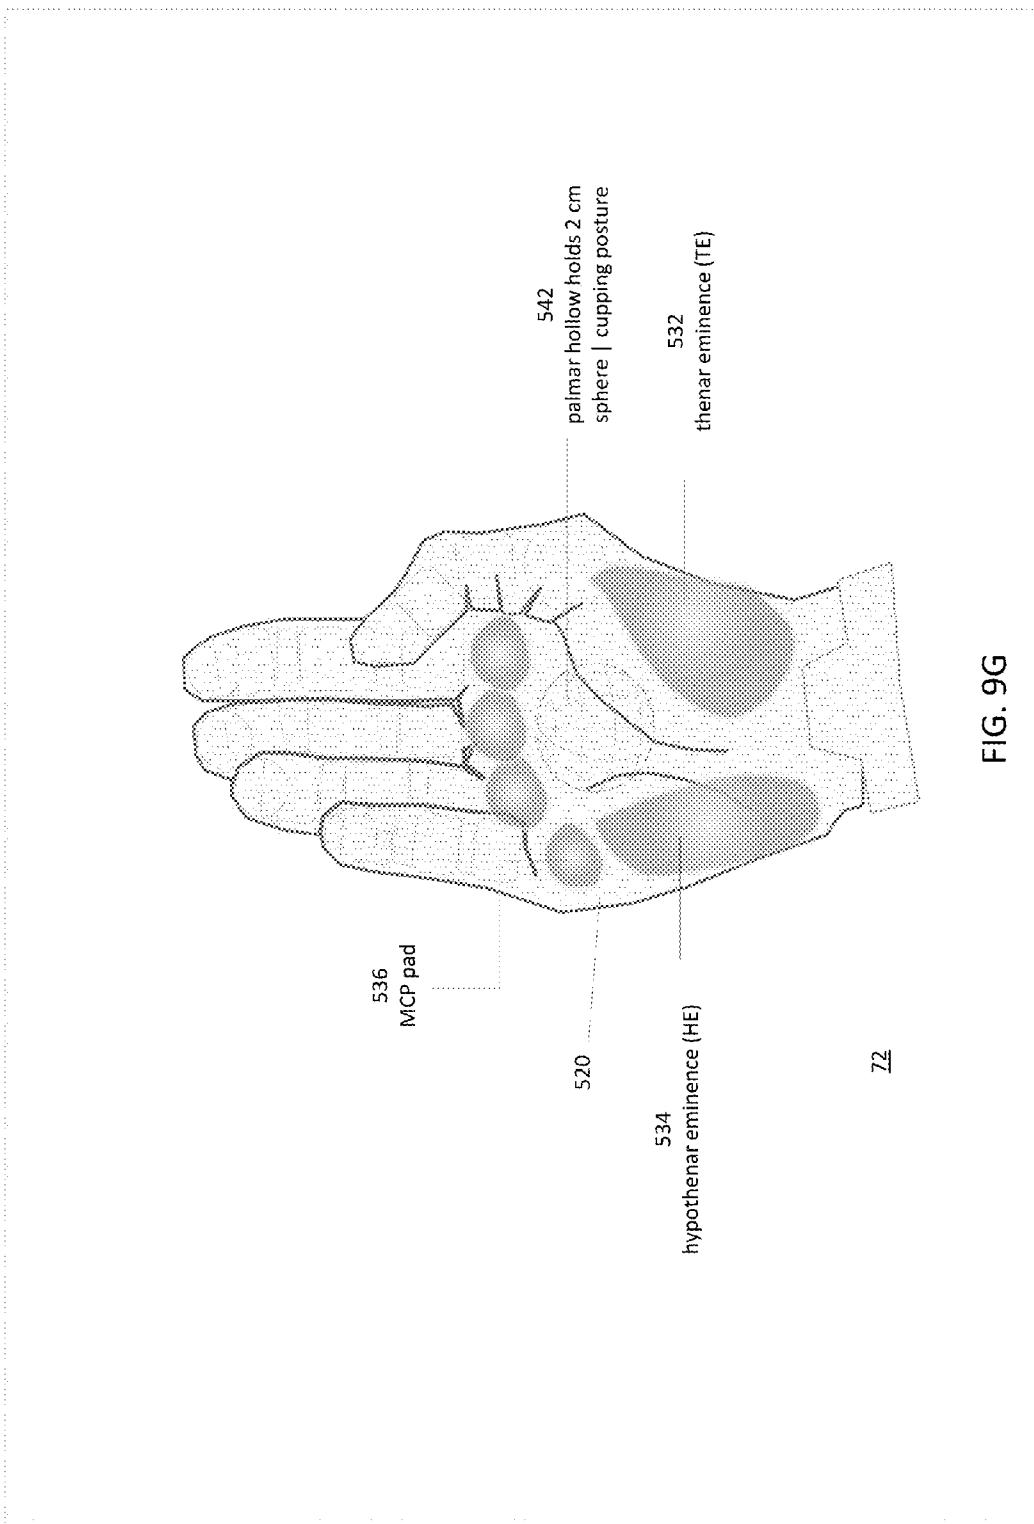 536
MCP pad
520
534
hypothenar eminence (HE)
72
542
palmar hollow holds 2 cm
sphere | cupping posture
532
thenar eminence (TE)
FIG. 9G